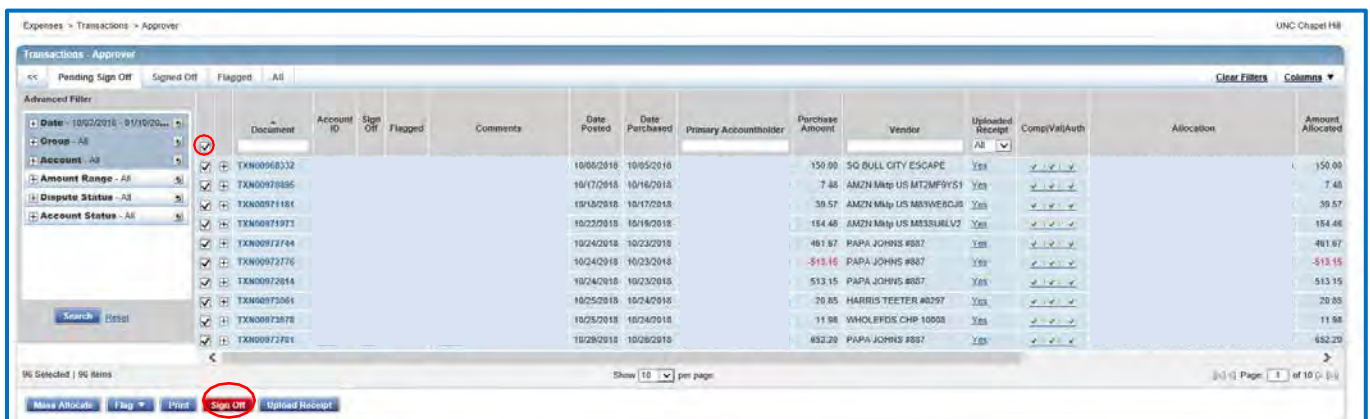 Expenses > Transactions > Approver UNC Chapel Hill
Transactions - Approver
<< Pending Sign Off Signed Off Flagged All Clear Filters Columns ▼
Advanced Filter
Date - 10/02/2018 - 01/10/20...
Group - All
Account - All
Amount Range - All
Dispute Status - All
Account Status - All
Search Reset
Document Account ID Sign Off Flagged Comments Date Posted Date Purchased Primary Accountholder Purchase Amount Vendor Uploaded Receipt Comp|Val|Auth Allocation Amount Allocated
All
TXN00968332 10/08/2018 10/05/2018 150.00 SQ BULL CITY ESCAPE Yes 150.00
10/17/2018 10/16/2018 7.48 AMZN Mktp US MT2MF9YS1 Yes 7.48
TXN00971181 10/18/2018 10/17/2018 39.57 AMZN Mktp US Yes 39.57
TXN00971973 10/22/2018 10/19/2018 154.46 AMZN Mktp US Yes 154.46
TXN00972744 10/24/2018 10/23/2018 461.67 PAPA JOHNS #887 Yes 461.67
TXN00972776 10/24/2018 10/23/2018 -513.15 PAPA JOHNS #887 Yes -513.15
TXN00972814 10/24/2018 10/23/2018 513.15 PAPA JOHNS #887 Yes 513.15
10/25/2018 10/24/2018 20.85 HARRIS TEETER #0297 Yes 20.85
10/25/2018 10/24/2018 11.98 WHOLEFDS CHP 10008 Yes 11.98
10/29/2018 10/26/2018 652.20 PAPA JOHNS #887 Yes 652.20
96 Selected | 96 Items Show 10 per page Page: 1 of 10
Mass Allocate Flag ▼ Print Sign Off Upload Receipt